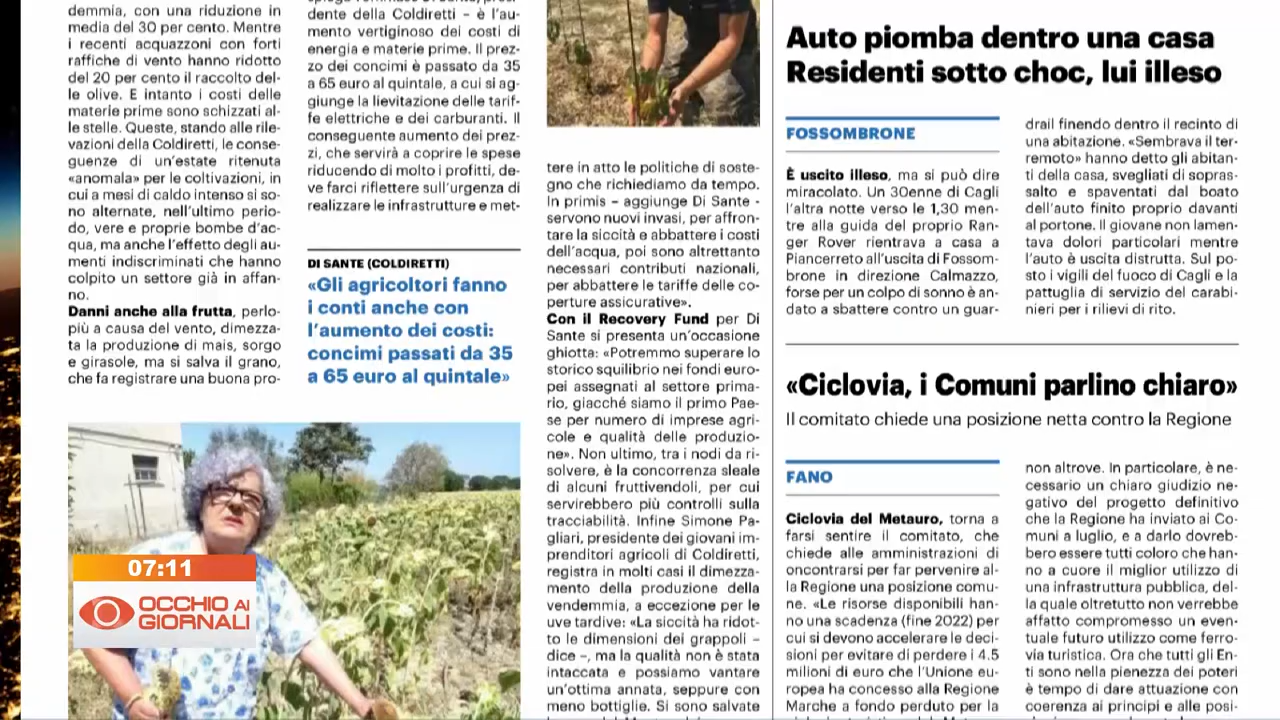 demmia, con una riduzione in
media del 30 per cento. Mentre
i recenti acquazzoni con forti
raffiche di vento hanno ridotto
del 20 per cento il raccolto del-
le olive. E intanto i costi delle
materie prime sono schizzati al-
le stelle. Queste, stando alle rile-
vazioni della Coldiretti, le conse-
guenze di un'estate ritenuta
«anomala» per le coltivazioni, in
cui a mesi di caldo intenso si so-
no alternate, nell'ultimo perio-
do, vere e proprie bombe d'ac-
qua, ma anche l'effetto degli au-
menti indiscriminati che hanno
colpito un settore già in affan-
no.
Danni anche alla frutta, perlo-
più a causa del vento, dimezza-
ta la produzione di mais, sorgo
e girasole, ma si salva il grano,
che fa registrare una buona pro-
dente della Coldiretti – è l'au-
mento vertiginoso dei costi di
energia e materie prime. Il prez-
zo dei concimi è passato da 35
a 65 euro al quintale, a cui si ag-
giunge la lievitazione delle tarif-
fe elettriche e dei carburanti. Il
conseguente aumento dei prez-
zi, che servirà a coprire le spese
riducendo di molto i profitti, de-
ve farci riflettere sull'urgenza di
realizzare le infrastrutture e met-
DI SANTE (COLDIRETTI)
«Gli agricoltori fanno
i conti anche con
l'aumento dei costi:
concimi passati da 35
a 65 euro al quintale»
tere in atto le politiche di soste-
gno che richiediamo da tempo.
In primis – aggiunge Di Sante -
servono nuovi invasi, per affron-
tare la siccità e abbattere i costi
dell'acqua, poi sono altrettanto
necessari contributi nazionali,
per abbattere le tariffe delle co-
perture assicurative».
Con il Recovery Fund per Di
Sante si presenta un'occasione
ghiotta: «Potremmo superare lo
storico squilibrio nei fondi euro-
pei assegnati al settore prima-
rio, giacché siamo il primo Pae-
se per numero di imprese agri-
cole e qualità delle produzio-
ne». Non ultimo, tra i nodi da ri-
solvere, è la concorrenza sleale
di alcuni fruttivendoli, per cui
servirebbero più controlli sulla
tracciabilità. Infine Simone Pa-
gliari, presidente dei giovani im-
prenditori agricoli di Coldiretti,
registra in molti casi il dimezza-
mento della produzione della
vendemmia, a eccezione per le
uve tardive: «La siccità ha ridot-
to le dimensioni dei grappoli –
dice –, ma la qualità non è stata
intaccata e possiamo vantare
un'ottima annata, seppure con
meno bottiglie. Si sono salvate
Auto piomba dentro una casa
Residenti sotto choc, lui illeso
FOSSOMBRONE
È uscito illeso, ma si può dire
miracolato. Un 30enne di Cagli
l'altra notte verso le 1,30 men-
tre alla guida del proprio Ran-
ger Rover rientrava a casa a
Piancerreto all'uscita di Fossom-
brone in direzione Calmazzo,
forse per un colpo di sonno è an-
dato a sbattere contro un guar-
drail finendo dentro il recinto di
una abitazione. «Sembrava il ter-
remoto» hanno detto gli abitan-
ti della casa, svegliati di sopras-
salto e spaventati dal boato
dell'auto finito proprio davanti
al portone. Il giovane non lamen-
tava dolori particolari mentre
l'auto è uscita distrutta. Sul po-
sto i vigili del fuoco di Cagli e la
pattuglia di servizio del carabi-
nieri per i rilievi di rito.
«Ciclovia, i Comuni parlino chiaro»
Il comitato chiede una posizione netta contro la Regione
FANO
Ciclovia del Metauro, torna a
farsi sentire il comitato, che
chiede alle amministrazioni di
oncontrarsi per far pervenire al-
la Regione una posizione comu-
ne. «Le risorse disponibili han-
no una scadenza (fine 2022) per
cui si devono accelerare le deci-
sioni per evitare di perdere i 4.5
milioni di euro che l'Unione eu-
ropea ha concesso alla Regione
Marche a fondo perduto per la
non altrove. In particolare, è ne-
cessario un chiaro giudizio ne-
gativo del progetto definitivo
che la Regione ha inviato ai Co-
muni a luglio, e a darlo dovreb-
bero essere tutti coloro che han-
no a cuore il miglior utilizzo di
una infrastruttura pubblica, del-
la quale oltretutto non verrebbe
affatto compromesso un even-
tuale futuro utilizzo come ferro-
via turistica. Ora che tutti gli En-
ti sono nella pienezza dei poteri
è tempo di dare attuazione con
coerenza ai principi e alle posi-
07:11
OCCHIO AI
GIORNALI